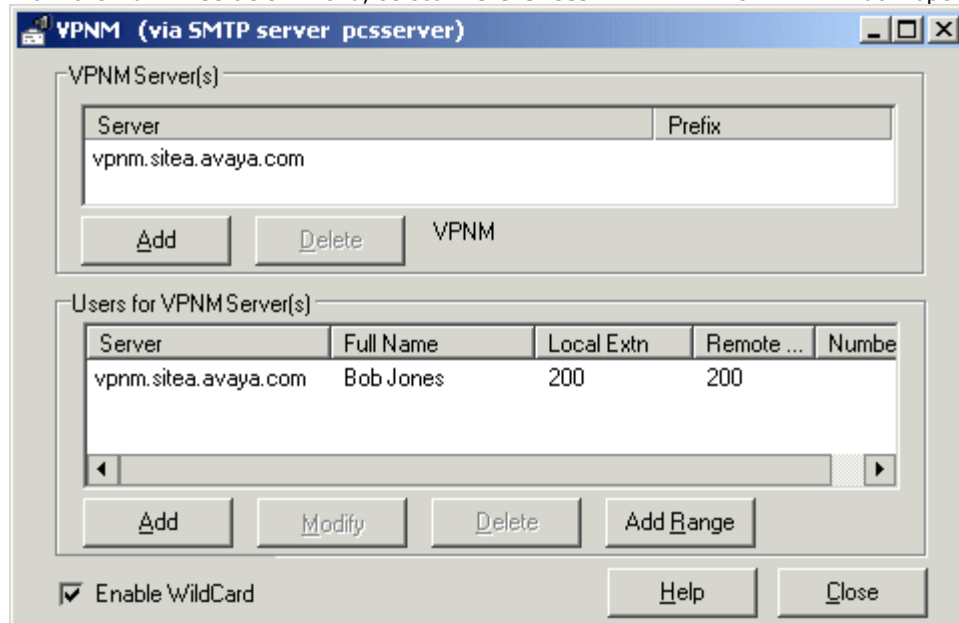 VPNM (via SMTP server pcsserver)
VPNM Server(s)
Server Prefix
vpnm.sitea.avaya.com
Add Delete VPNM
Users for VPNM Server(s)
Server Full Name Local Extn Remote ... Numbe
vpnm.sitea.avaya.com Bob Jones 200 200
Add Modify Delete Add Range
Enable WildCard Help Close